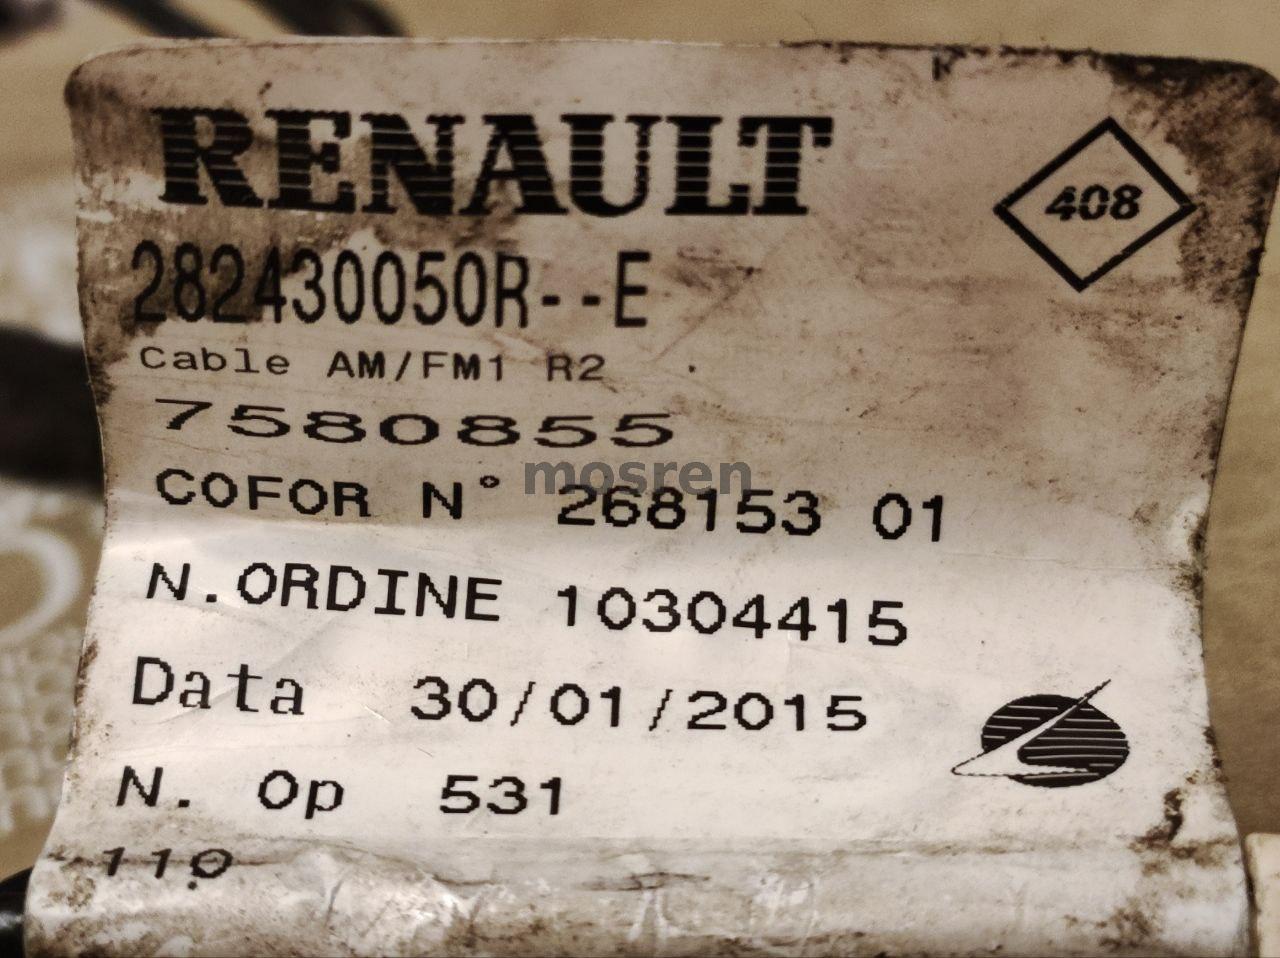 RENAULT
408
282430050R--E
Cable AM/FM1 R2
7580855
mosren
COFOR N° 268153 01
N.ORDINE 10304415
Data 30/01/2015
N. Op 531
110